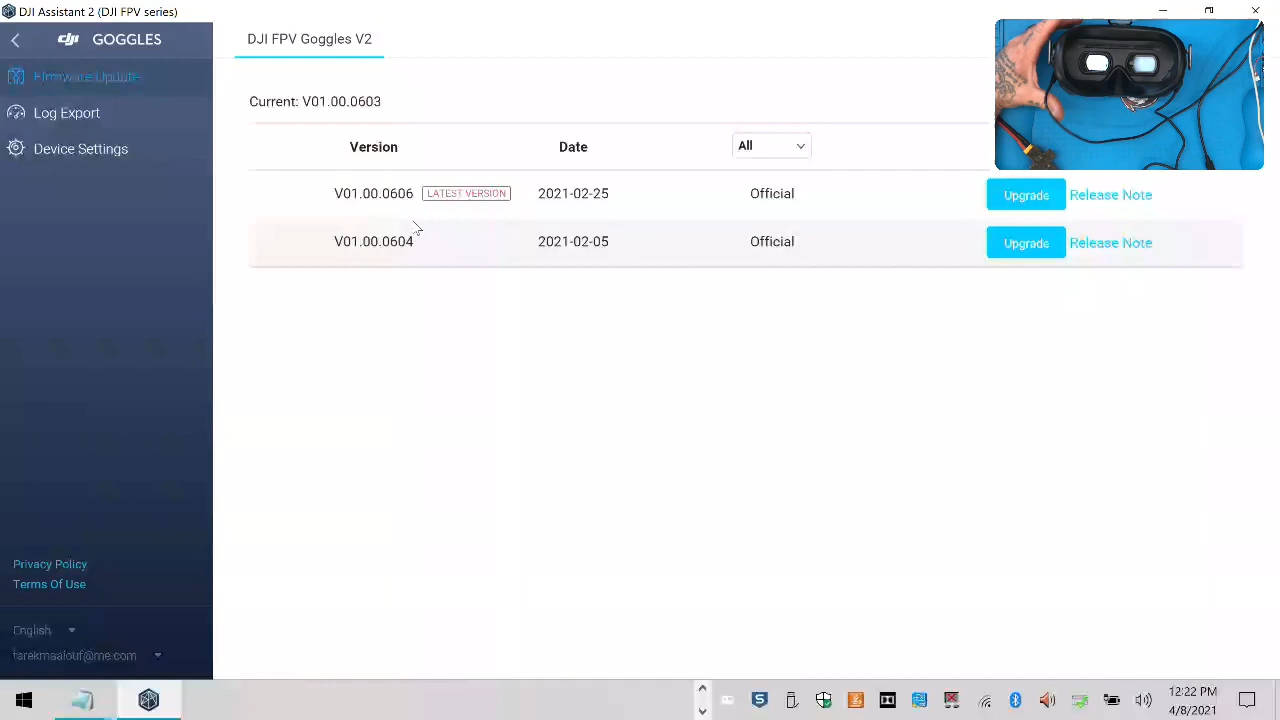 DJI Assistant 2 (DJI FPV series)
GOGGLES
Firmware Update
Log Export
Device Settings
Privacy Policy
Terms Of Use
English
tarekmaalouf@me.com
DJI FPV Goggles V2
Current: V01.00.0603
Version Date All
V01.00.0606 LATEST VERSION 2021-02-25 Official Upgrade Release Note
V01.00.0604 2021-02-05 Official Upgrade Release Note
12:22 PM
4/8/2021